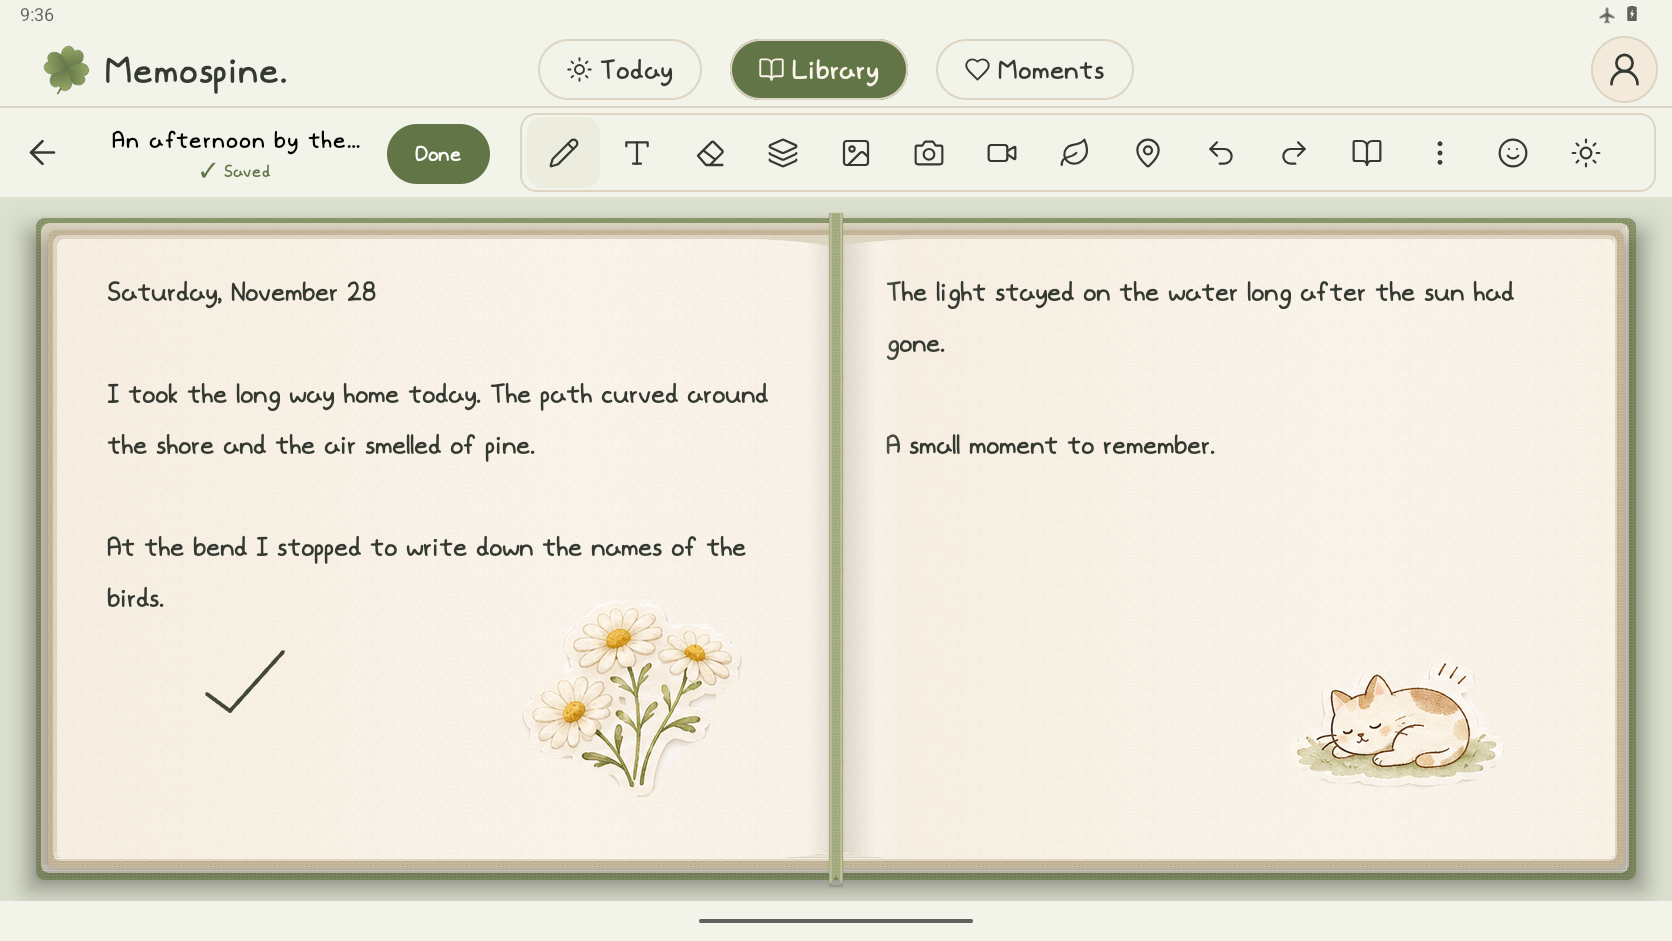 9:36
Memospine.
Today
Library
Moments
An afternoon by the...
✓ Saved
Done
Saturday, November 28
I took the long way home today. The path curved around
the shore and the air smelled of pine.
At the bend I stopped to write down the names of the
birds.
The light stayed on the water long after the sun had
gone.
A small moment to remember.